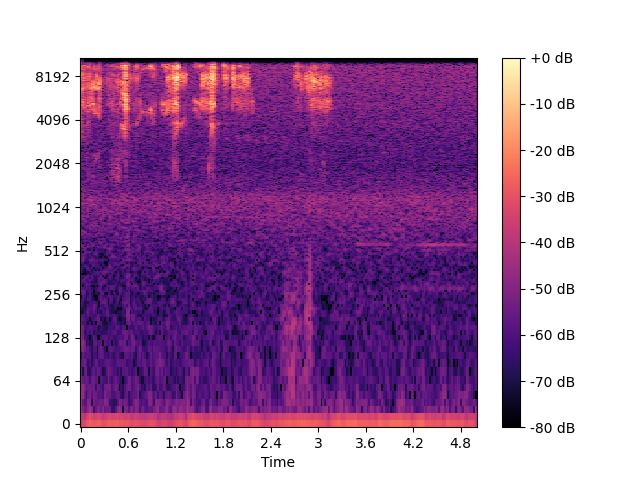 +0 dB
8192
-10 dB
4096
-20 dB
2048
-30 dB
1024
Hz
512
-40 dB
256
-50 dB
128
-60 dB
64
-70 dB
0
-80 dB
0 0.6 1.2 1.8 2.4 3 3.6 4.2 4.8
Time